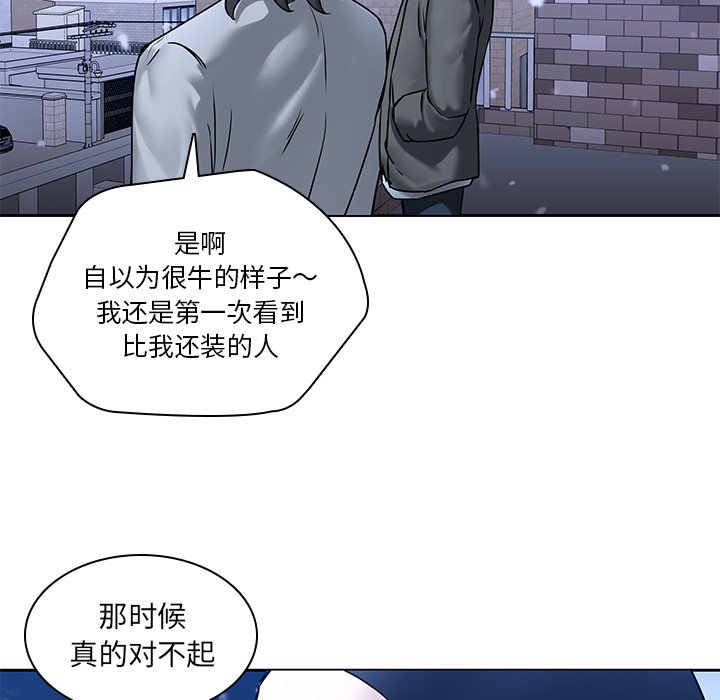 是啊
自以为很牛的样子～
我还是第一次看到
比我还装的人
那时候
真的对不起